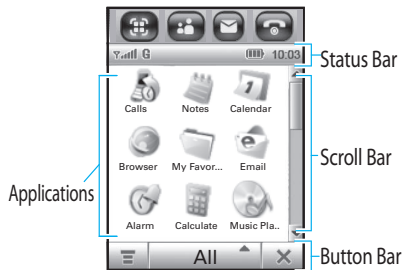 G 10:03
Status Bar
Calls Notes Calendar
Browser My Favor... Email
Scroll Bar
Applications
Alarm Calculate Music Pla..
All
Button Bar